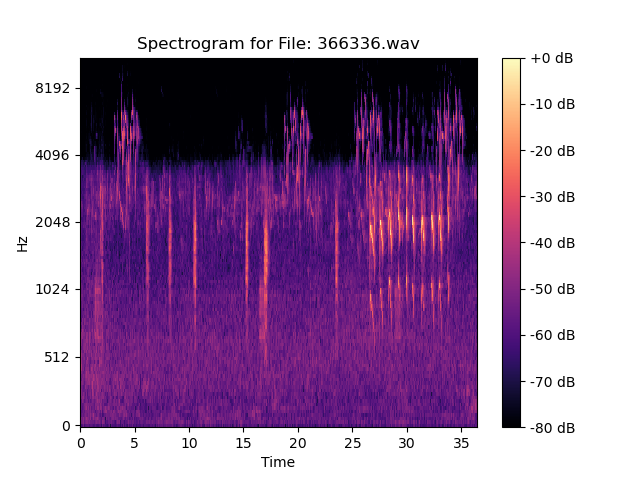 Spectrogram for File: 366336.wav
Hz
8192
4096
2048
1024
512
0
0 5 10 15 20 25 30 35
Time
+0 dB
-10 dB
-20 dB
-30 dB
-40 dB
-50 dB
-60 dB
-70 dB
-80 dB